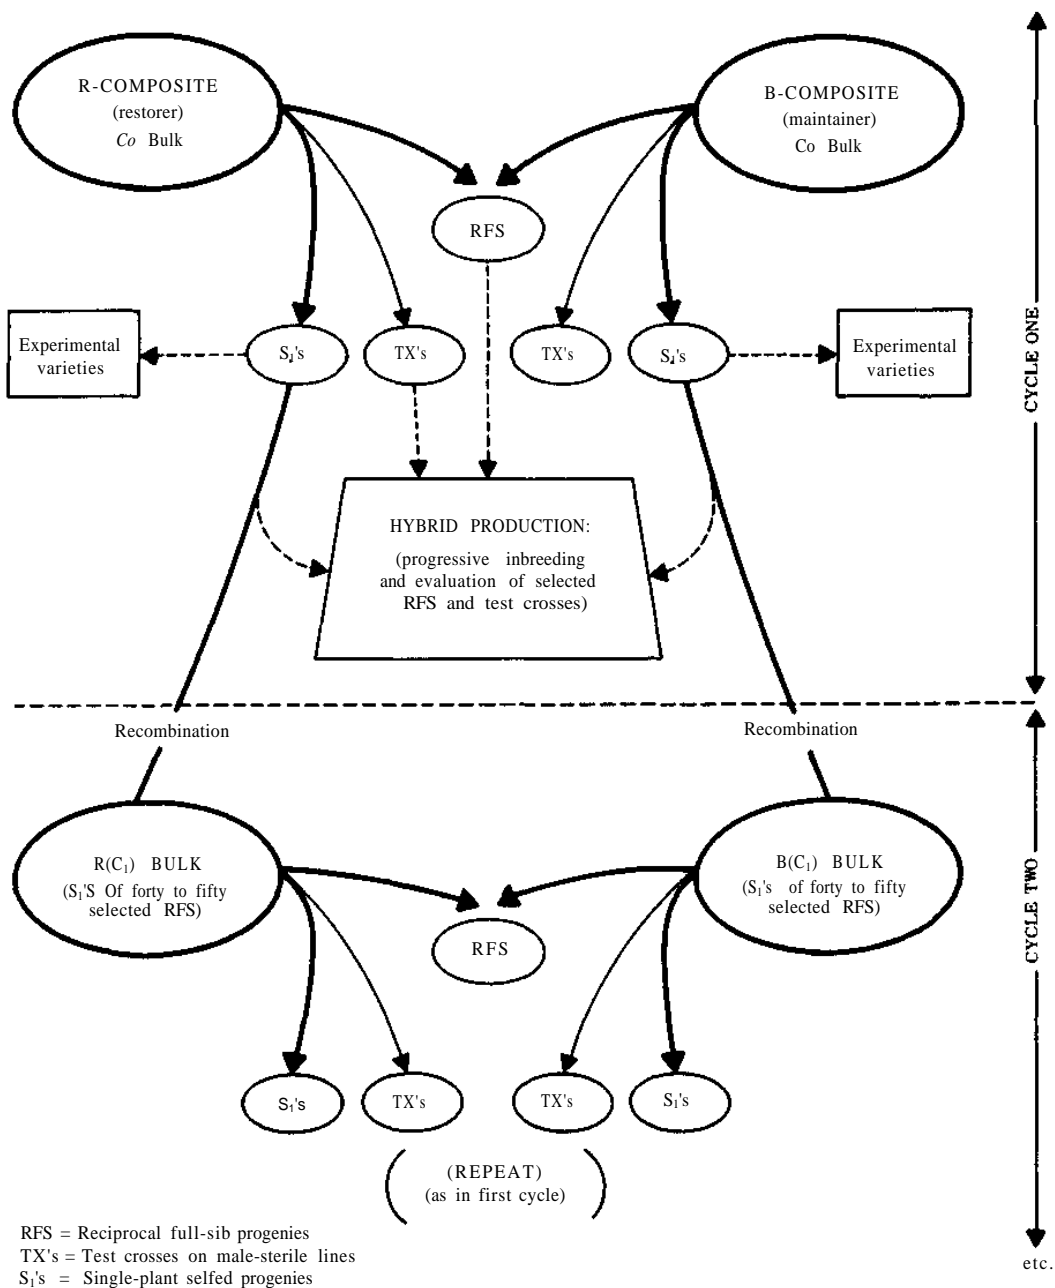 R-COMPOSITE
(restorer)
Co Bulk
B-COMPOSITE
(maintainer)
Co Bulk
RFS
Experimental
varieties
S₁'s
TX's
TX's
S₁'s
Experimental
varieties
CYCLE ONE
HYBRID PRODUCTION:
(progressive inbreeding
and evaluation of selected
RFS and test crosses)
Recombination
Recombination
R(C₁) BULK
(S₁'S Of forty to fifty
selected RFS)
B(C₁) BULK
(S₁'s of forty to fifty
selected RFS)
CYCLE TWO
RFS
S₁'s
TX's
TX's
S₁'s
(REPEAT)
(as in first cycle)
RFS = Reciprocal full-sib progenies
TX's = Test crosses on male-sterile lines
S₁'s = Single-plant selfed progenies
etc.